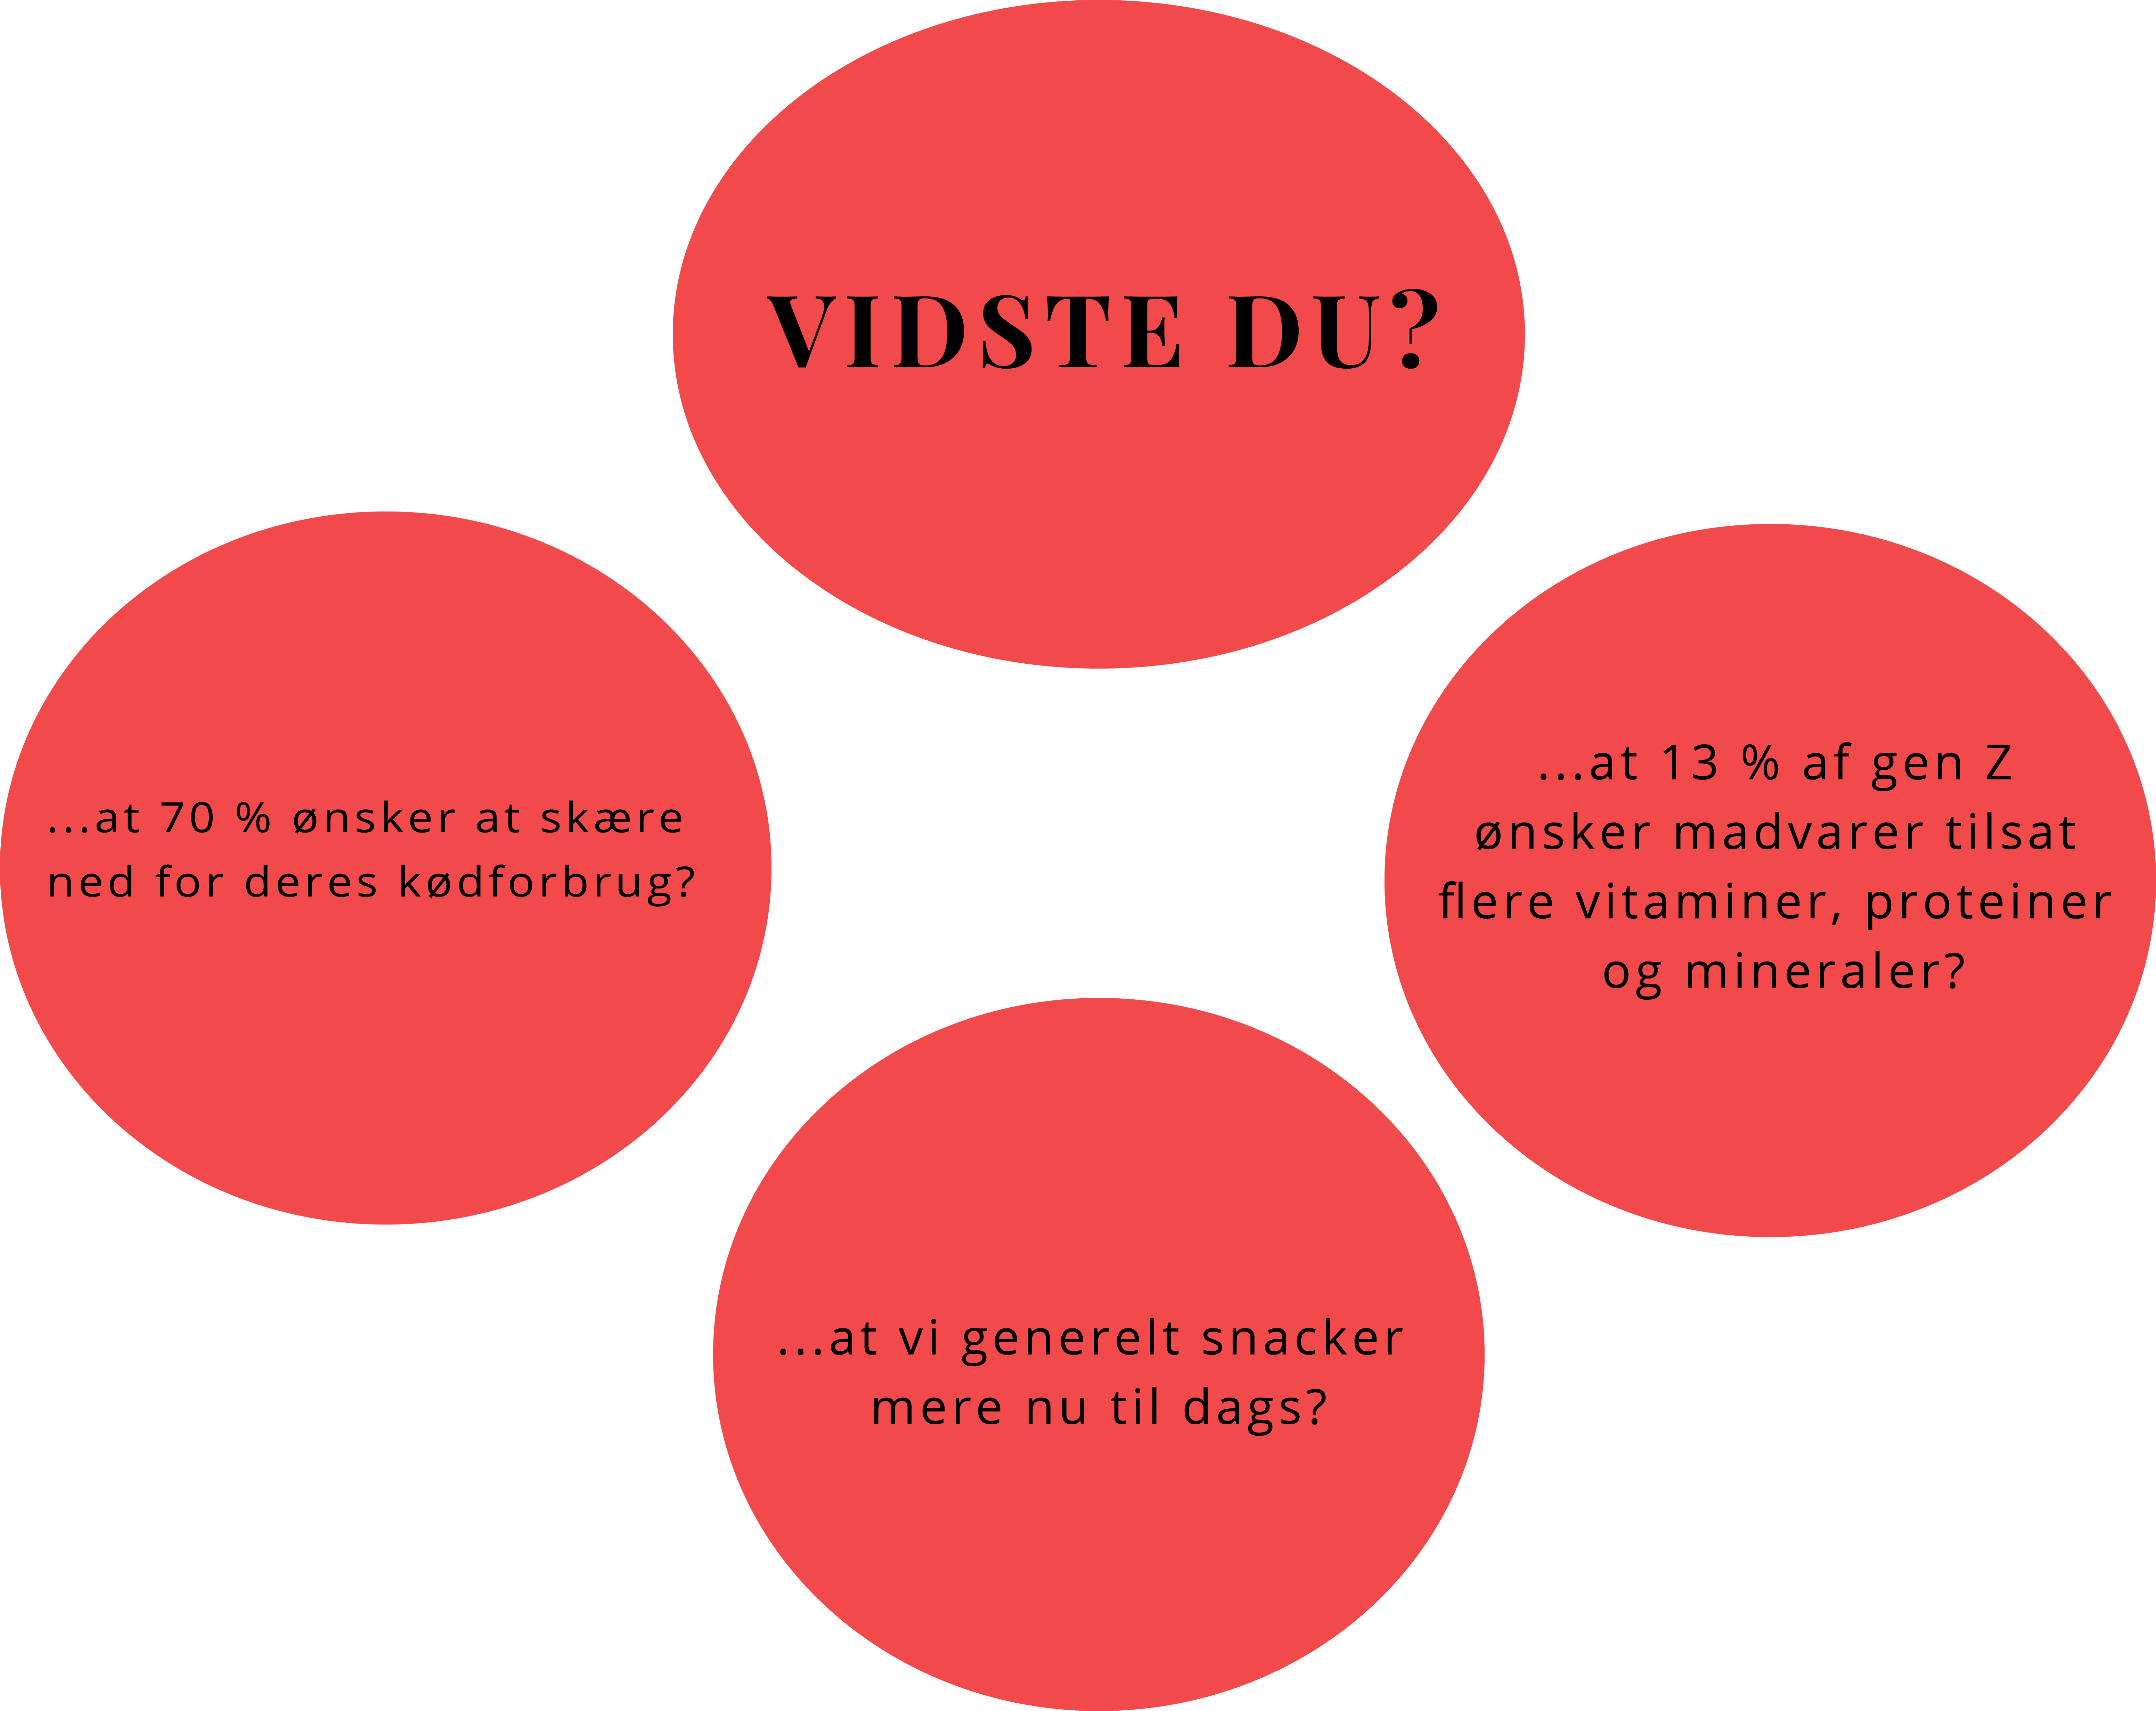 VIDSTE DU?
...at 70 % ønsker at skære
ned for deres kødforbrug?
...at 13 % af gen Z
ønsker madvarer tilsat
flere vitaminer, proteiner
og mineraler?
...at vi generelt snacker
mere nu til dags?